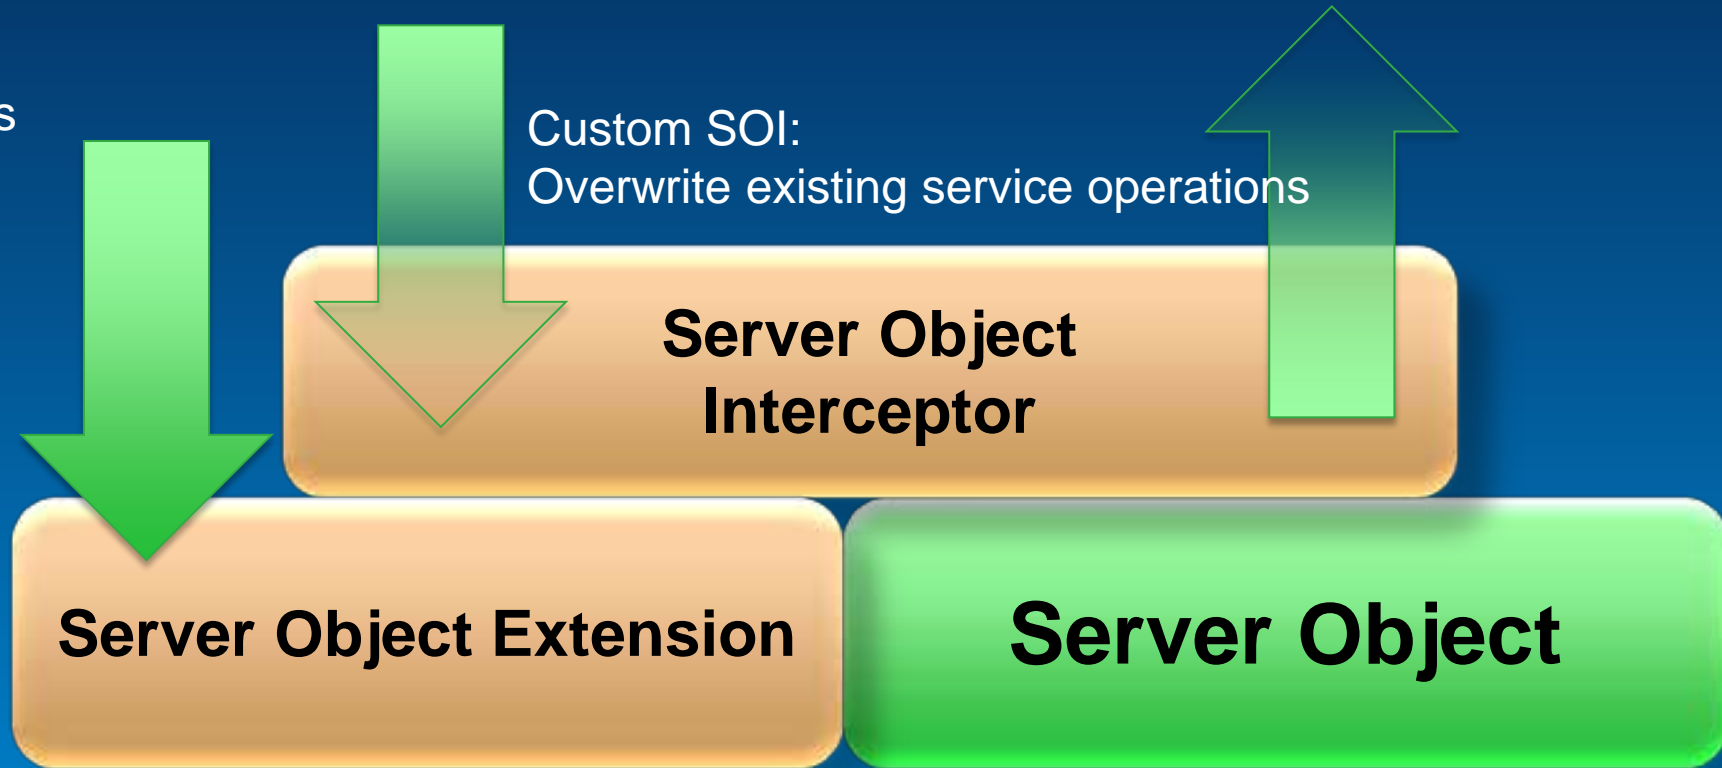 s
Custom SOI:
Overwrite existing service operations
Server Object
Interceptor
Server Object Extension
Server Object